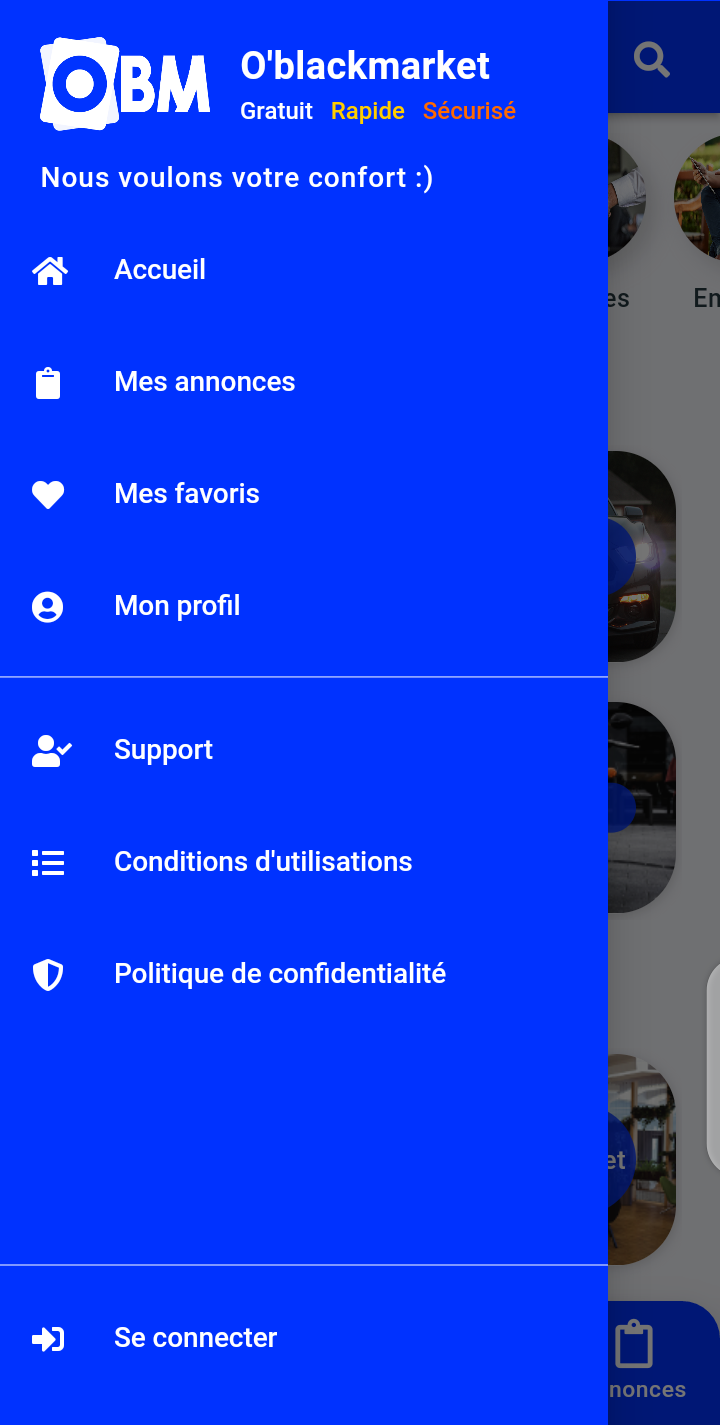 OBM
O'blackmarket
Gratuit Rapide Sécurisé
Nous voulons votre confort :)
Accueil
Mes annonces
Mes favoris
Mon profil
Support
Conditions d'utilisations
Politique de confidentialité
Se connecter
es
En
et
nonces